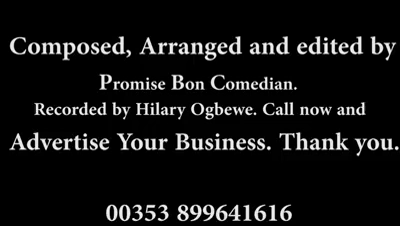 Composed, Arranged and edited by
Promise Bon Comedian.
Recorded by Hilary Ogbewe. Call now and
Advertise Your Business. Thank you.
00353 899641616